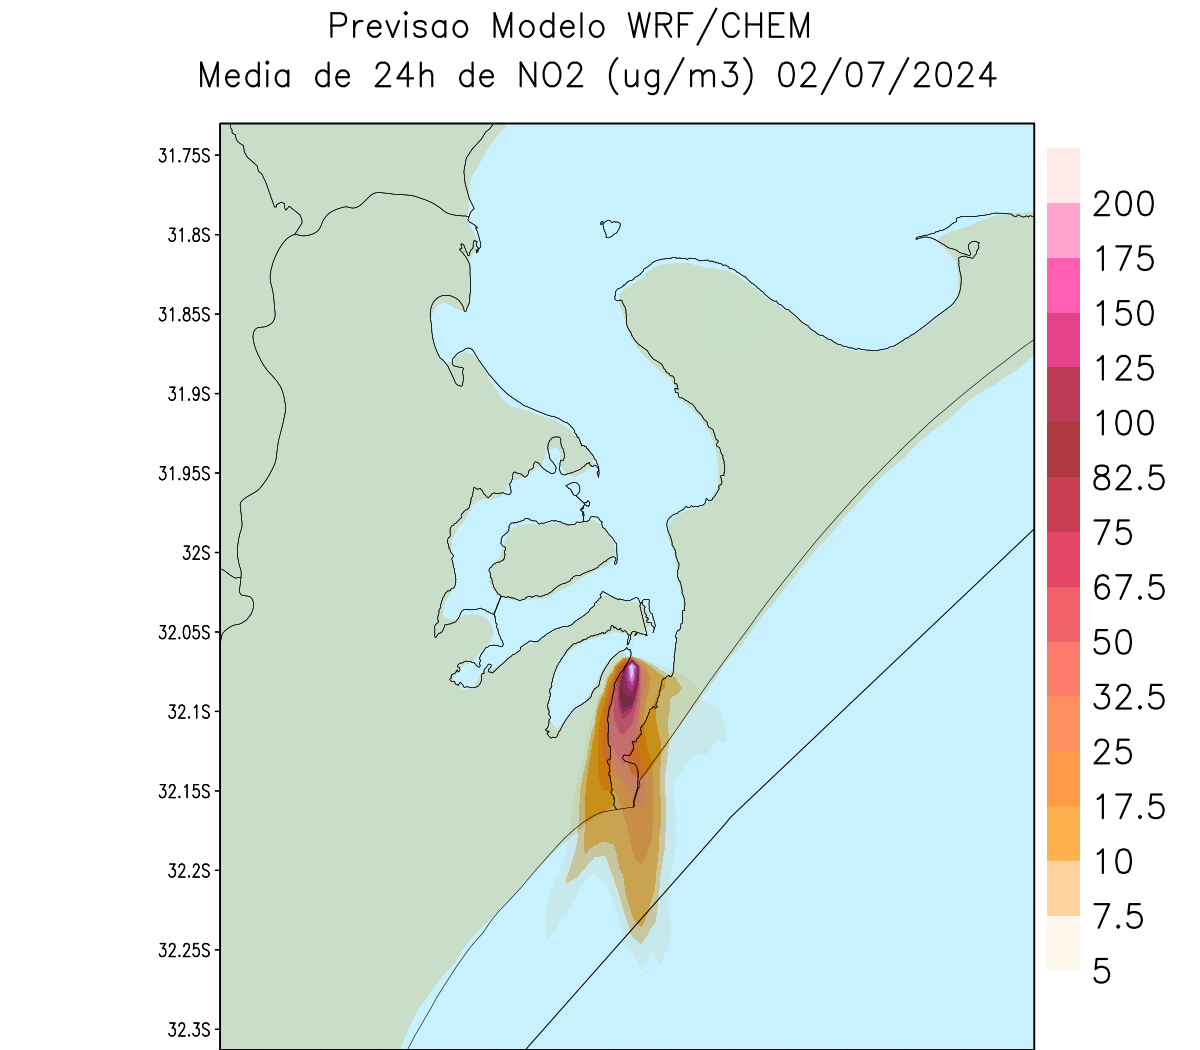 Previsao Modelo WRF/CHEM
Media de 24h de NO2 (ug/m3) 02/07/2024
31.75S
31.8S
31.85S
31.9S
31.95S
32S
32.05S
32.1S
32.15S
32.2S
32.25S
32.3S
200
175
150
125
100
82.5
75
67.5
50
32.5
25
17.5
10
7.5
5